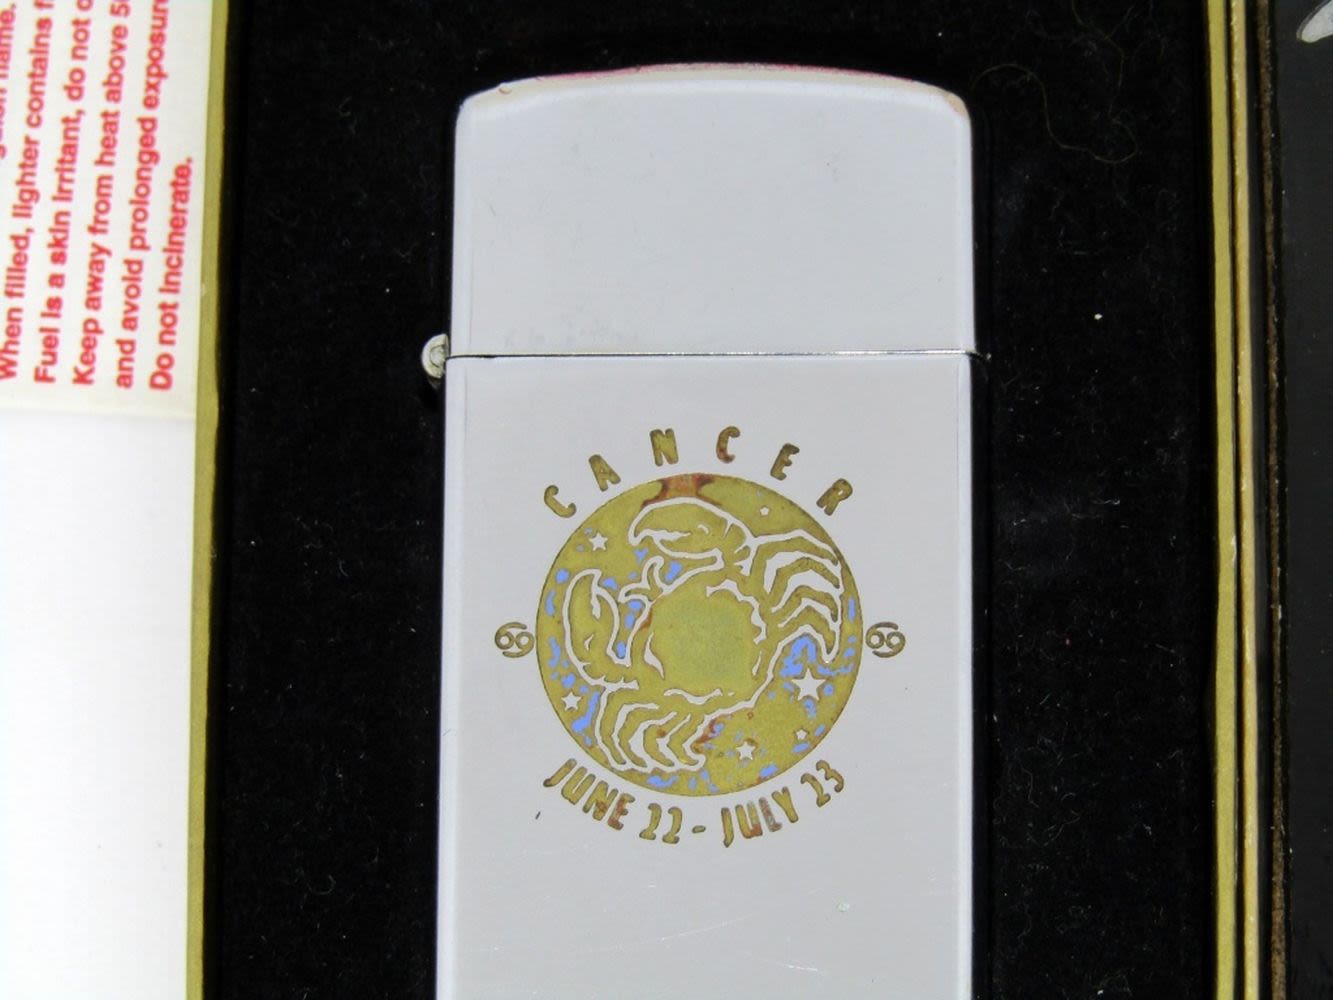 When filled, lighter contains
Fuel is a skin irritant, do not
Keep away from heat above
and avoid prolonged
Do not incinerate.
CANCER
JUNE 22 - JULY 23